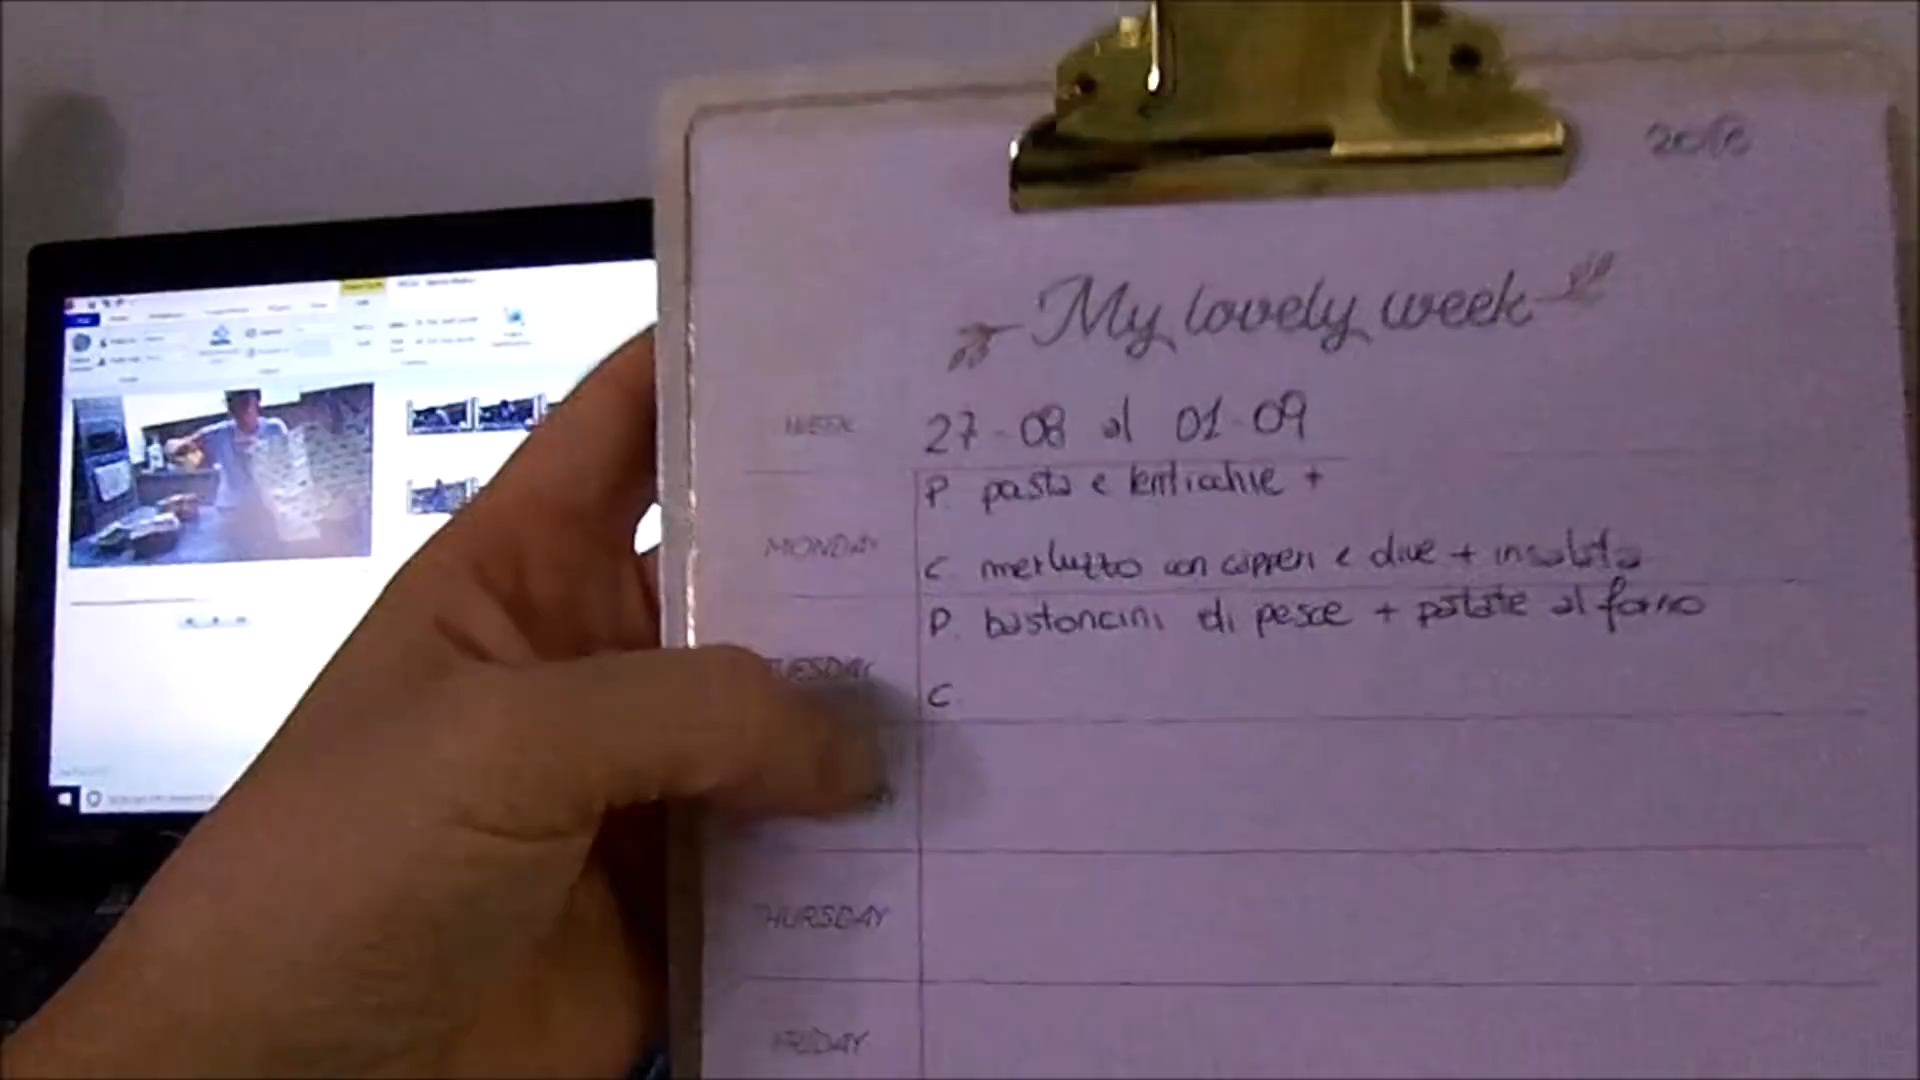 2018
My lovely week
WEEK 27-08 al 01-09
P. pasta e lenticchie +
MONDAY
C. merluzzo con capperi e olive + insalata
P. bastoncini di pesce + patate al forno
TUESDAY
C.
THURSDAY
FRIDAY